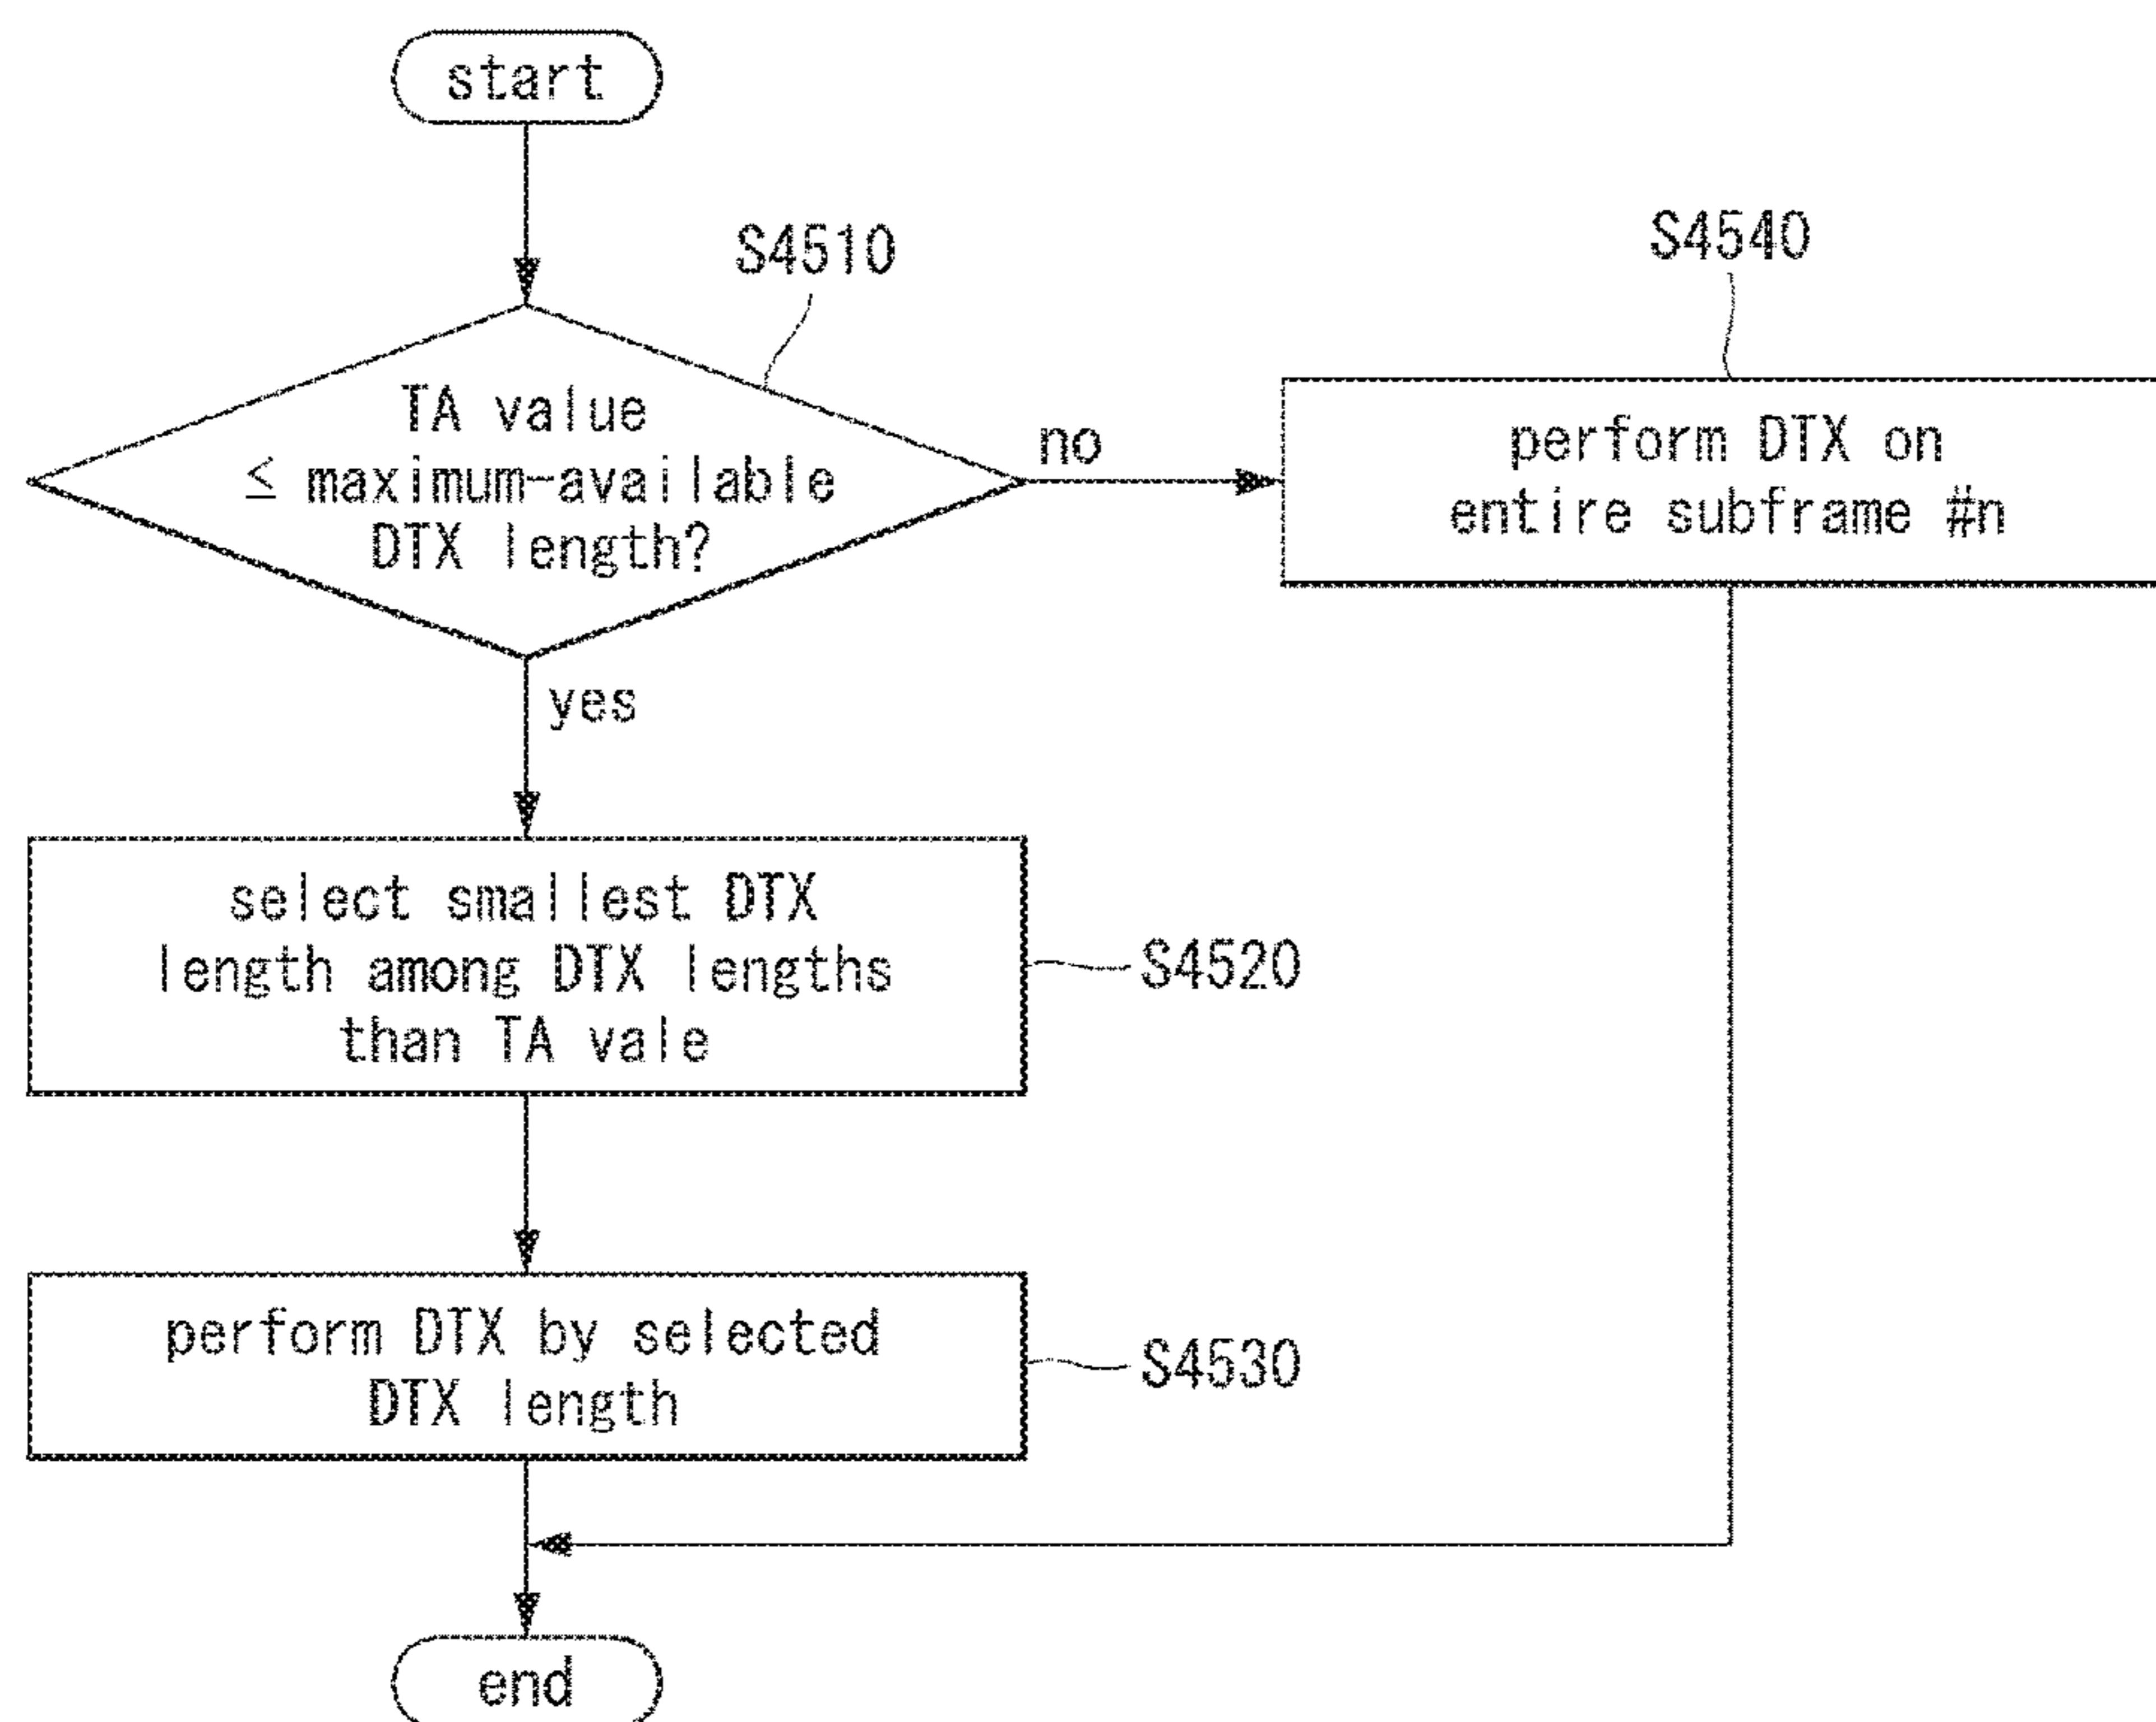 start
S4510
S4540
TA value
≤ maximum-available
DTX length?
no
perform DTX on
entire subframe #n
yes
select smallest DTX
length among DTX lengths
than TA vale
S4520
perform DTX by selected
DTX length
S4530
end